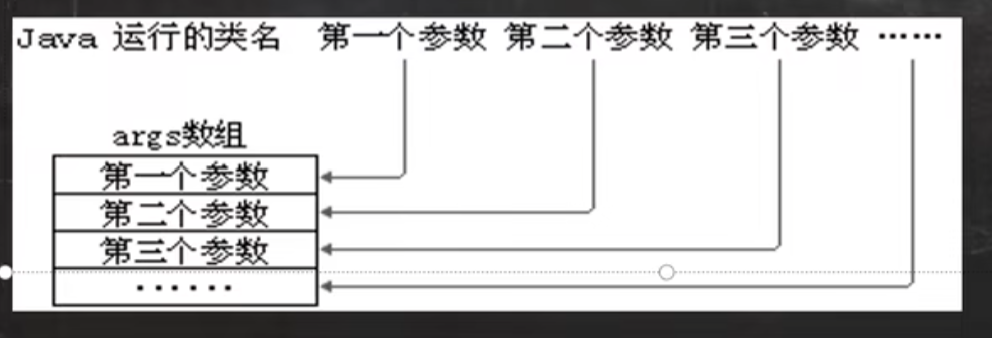 Java 运行的类名 第一个参数 第二个参数 第三个参数 ……
args数组
第一个参数
第二个参数
第三个参数
……